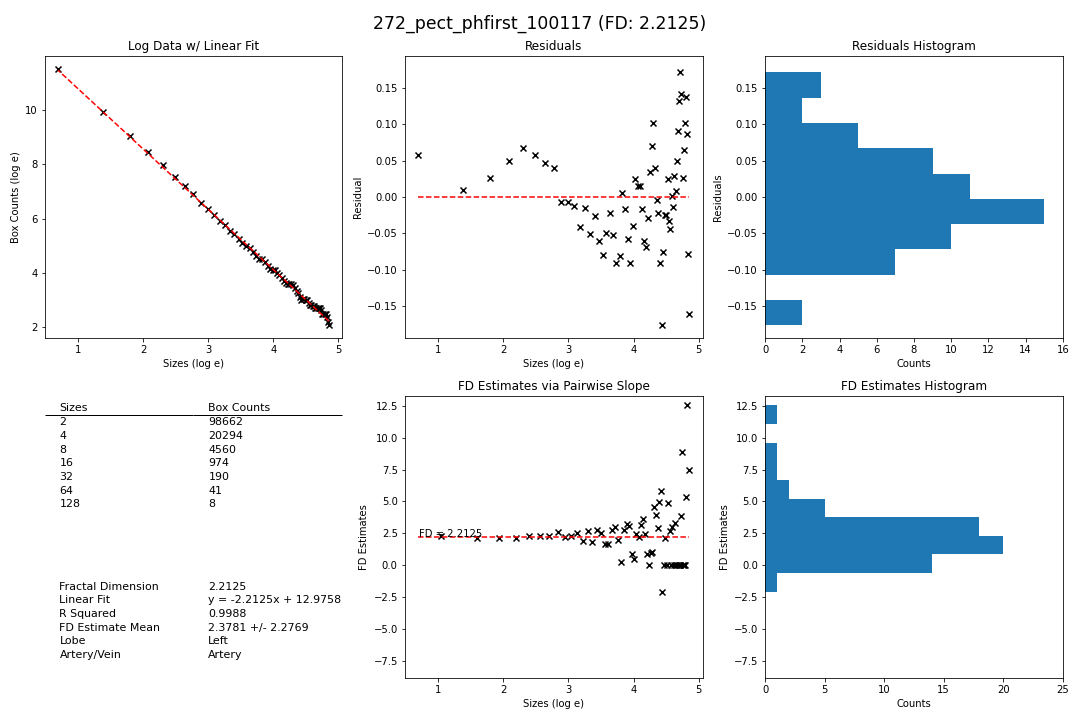 272_pect_phfirst_100117 (FD: 2.2125)
Log Data w/ Linear Fit
Box Counts (log e)
10
8
6
4
2
1 2 3 4 5
Sizes (log e)
Residuals
Residual
0.15
0.10
0.05
0.00
−0.05
−0.10
−0.15
1 2 3 4 5
Sizes (log e)
Residuals Histogram
Residuals
0.15
0.10
0.05
0.00
−0.05
−0.10
−0.15
0 2 4 6 8 10 12 14 16
Counts
Sizes Box Counts
2 98662
4 20294
8 4560
16 974
32 190
64 41
128 8
Fractal Dimension 2.2125
Linear Fit y = -2.2125x + 12.9758
R Squared 0.9988
FD Estimate Mean 2.3781 +/- 2.2769
Lobe Left
Artery/Vein Artery
FD Estimates via Pairwise Slope
FD Estimates
12.5
10.0
7.5
5.0
2.5
0.0
−2.5
−5.0
−7.5
FD = 2.2125
1 2 3 4 5
Sizes (log e)
FD Estimates Histogram
FD Estimates
12.5
10.0
7.5
5.0
2.5
0.0
−2.5
−5.0
−7.5
0 5 10 15 20 25
Counts